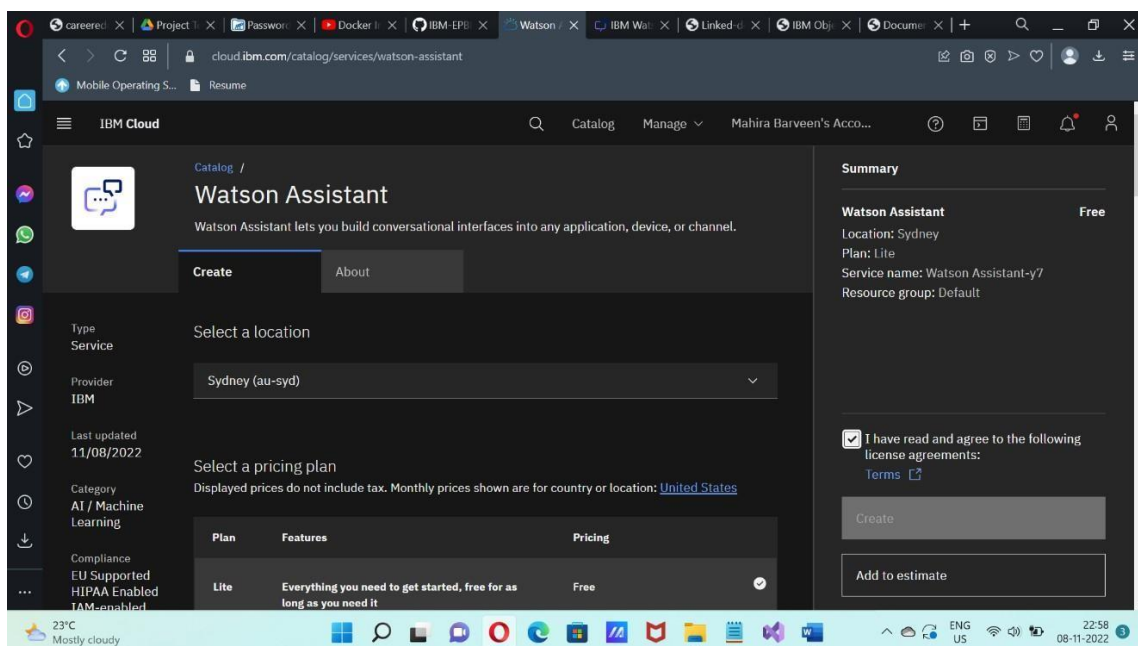 careered
Project T
Passworc
Docker I
IBM-EPB
Watson A
IBM Wat
Linked-d
IBM Obj
Documer
cloud.ibm.com/catalog/services/watson-assistant
Mobile Operating S... Resume
IBM Cloud
Catalog Manage Mahira Barveen's Acco...
Catalog /
Watson Assistant
Watson Assistant lets you build conversational interfaces into any application, device, or channel.
Create About
Type
Service
Provider
IBM
Last updated
11/08/2022
Category
AI / Machine
Learning
Compliance
EU Supported
HIPAA Enabled
IAM-enabled
Select a location
Sydney (au-syd)
Select a pricing plan
Displayed prices do not include tax. Monthly prices shown are for country or location: United States
Plan Features Pricing
Lite Everything you need to get started, free for as Free
long as you need it
Summary
Watson Assistant Free
Location: Sydney
Plan: Lite
Service name: Watson Assistant-y7
Resource group: Default
I have read and agree to the following
license agreements:
Terms
Create
Add to estimate
23°C
Mostly cloudy
ENG
US
22:58
08-11-2022
3